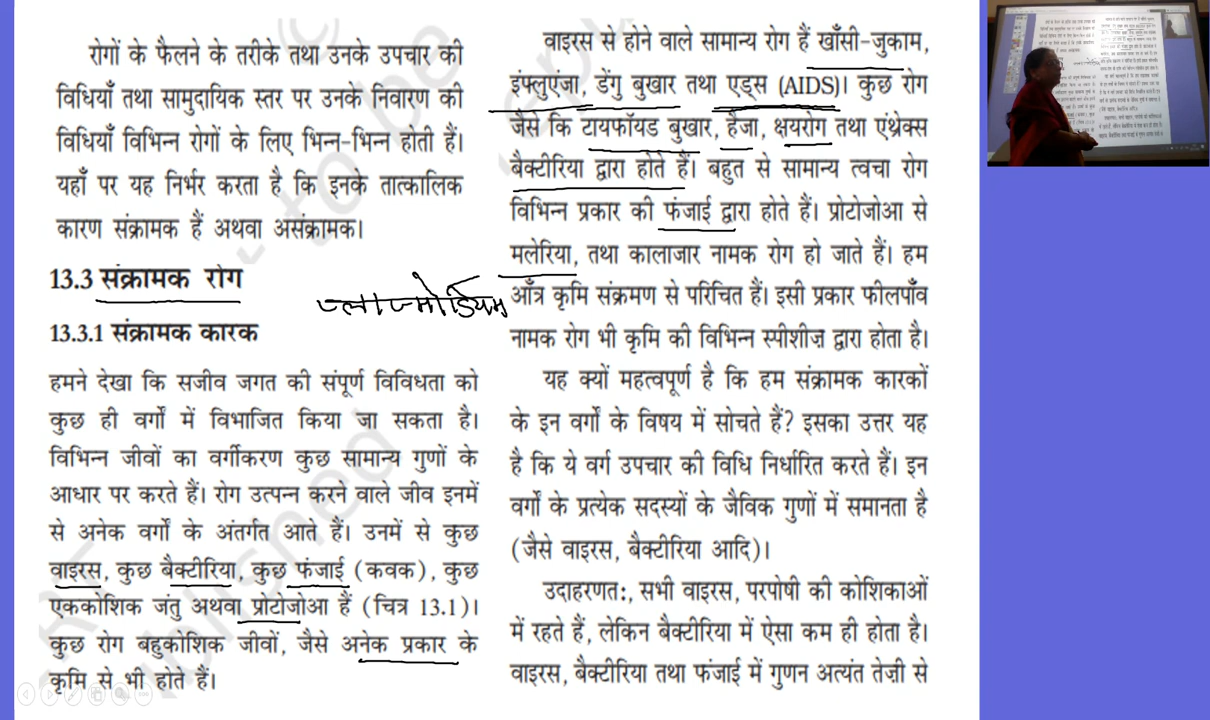 रोगों के फैलने के तरीके तथा उनके उपचार की
विधियाँ तथा सामुदायिक स्तर पर उनके निवारण की
विधियाँ विभिन्न रोगों के लिए भिन्न-भिन्न होती हैं।
यहाँ पर यह निर्भर करता है कि इनके तात्कालिक
कारण संक्रामक हैं अथवा असंक्रामक।
13.3 संक्रामक रोग
प्लाज्मोडियम
13.3.1 संक्रामक कारक
हमने देखा कि सजीव जगत की संपूर्ण विविधता को
कुछ ही वर्गों में विभाजित किया जा सकता है।
विभिन्न जीवों का वर्गीकरण कुछ सामान्य गुणों के
आधार पर करते हैं। रोग उत्पन्न करने वाले जीव इनमें
से अनेक वर्गों के अंतर्गत आते हैं। उनमें से कुछ
वाइरस, कुछ बैक्टीरिया, कुछ फंजाई (कवक), कुछ
एककोशिक जंतु अथवा प्रोटोजोआ हैं (चित्र 13.1)।
कुछ रोग बहुकोशिक जीवों, जैसे अनेक प्रकार के
कृमि से भी होते हैं।
वाइरस से होने वाले सामान्य रोग हैं खाँसी-जुकाम,
इंफ्लुएंजा, डेंगु बुखार तथा एड्स (AIDS)। कुछ रोग
जैसे कि टायफॉयड बुखार, हैजा, क्षयरोग तथा एंथ्रेक्स
बैक्टीरिया द्वारा होते हैं। बहुत से सामान्य त्वचा रोग
विभिन्न प्रकार की फंजाई द्वारा होते हैं। प्रोटोजोआ से
मलेरिया, तथा कालाजार नामक रोग हो जाते हैं। हम
आँत्र कृमि संक्रमण से परिचित हैं। इसी प्रकार फीलपाँव
नामक रोग भी कृमि की विभिन्न स्पीशीज़ द्वारा होता है।
यह क्यों महत्वपूर्ण है कि हम संक्रामक कारकों
के इन वर्गों के विषय में सोचते हैं? इसका उत्तर यह
है कि ये वर्ग उपचार की विधि निर्धारित करते हैं। इन
वर्गों के प्रत्येक सदस्यों के जैविक गुणों में समानता है
(जैसे वाइरस, बैक्टीरिया आदि)।
उदाहरणतः, सभी वाइरस, परपोषी की कोशिकाओं
में रहते हैं, लेकिन बैक्टीरिया में ऐसा कम ही होता है।
वाइरस, बैक्टीरिया तथा फंजाई में गुणन अत्यंत तेज़ी से